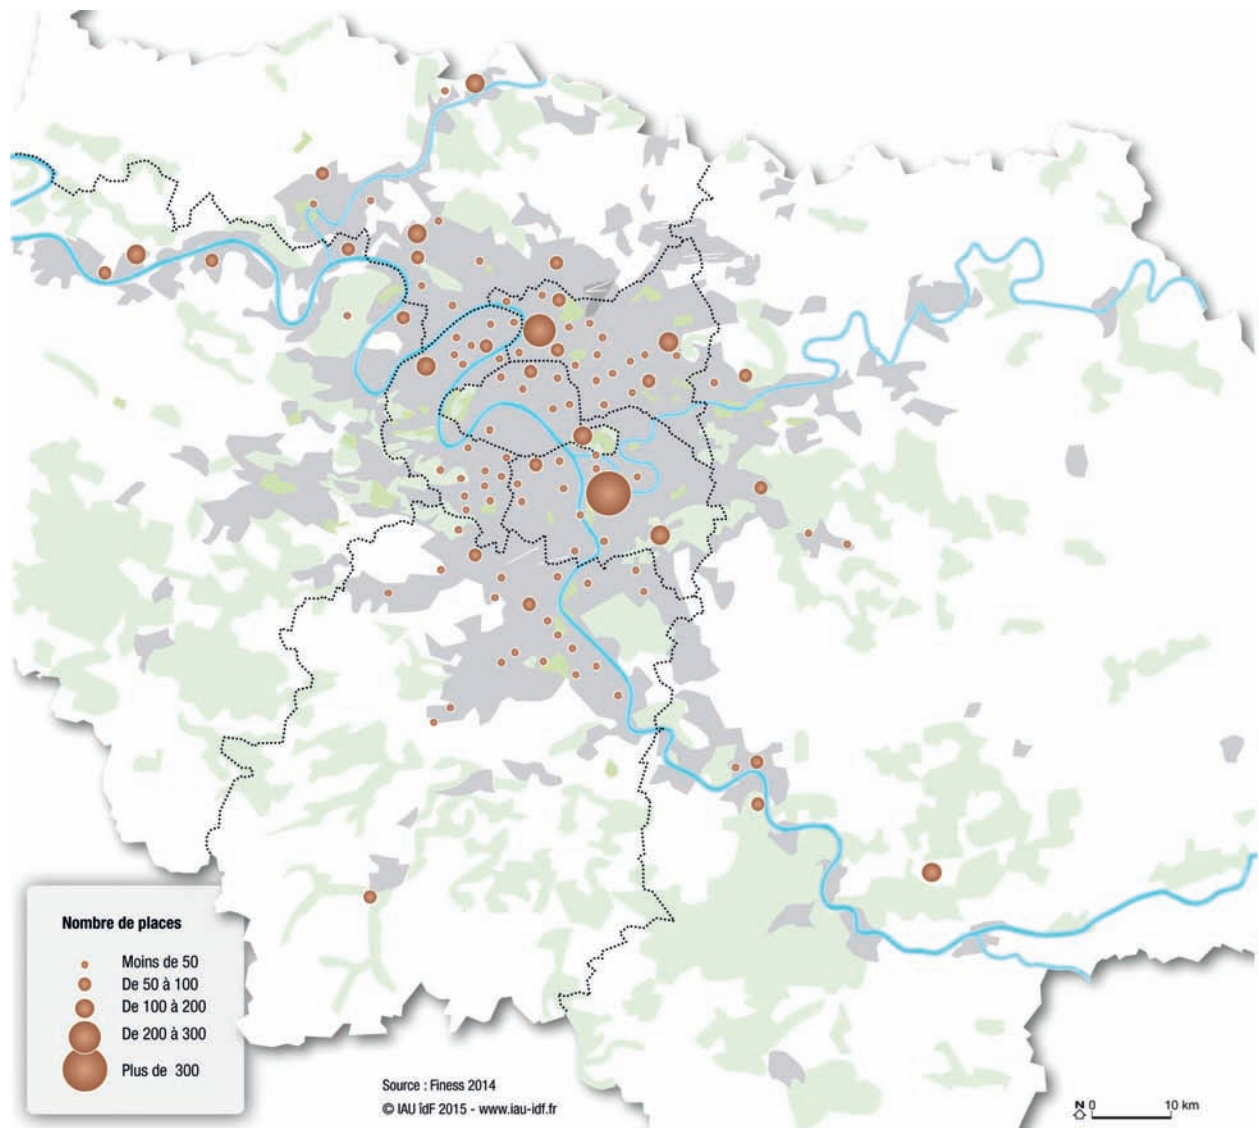 Nombre de places
Moins de 50
De 50 à 100
De 100 à 200
De 200 à 300
Plus de 300
Source : Finess 2014
© IAU îdF 2015 - www.iau-idf.fr
N 0 10 km